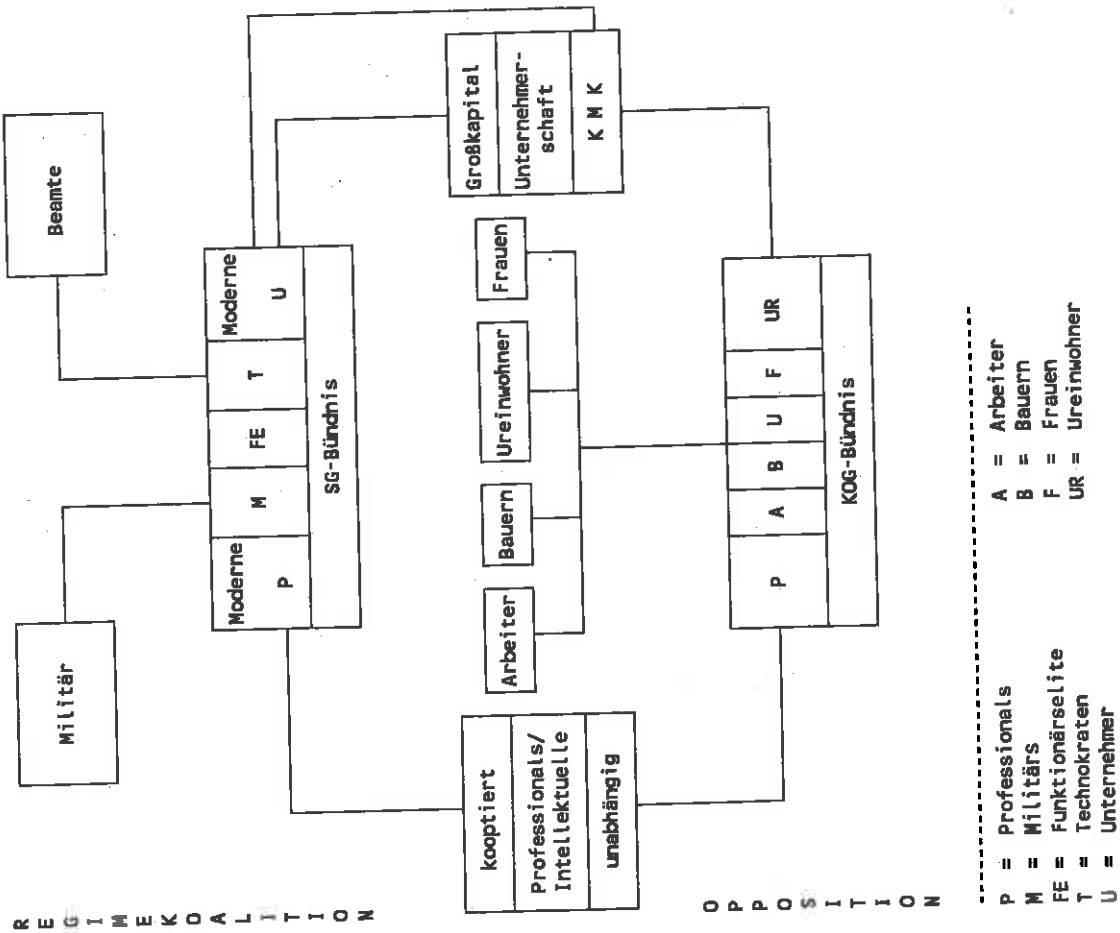 REGIMEKOALITION
Militär
Beamte
Moderne
P
M
FE
T
Moderne
U
SG-Bündnis
kooptiert
Professionals/
Intellektuelle
unabhängig
Arbeiter
Bauern
Ureinwohner
Frauen
Großkapital
Unternehmer-
schaft
K M K
OPPOSITION
P
A
B
U
F
UR
KOG-Bündnis
P = Professionals
M = Militärs
FE = Funktionärselite
T = Technokraten
U = Unternehmer
A = Arbeiter
B = Bauern
F = Frauen
UR = Ureinwohner